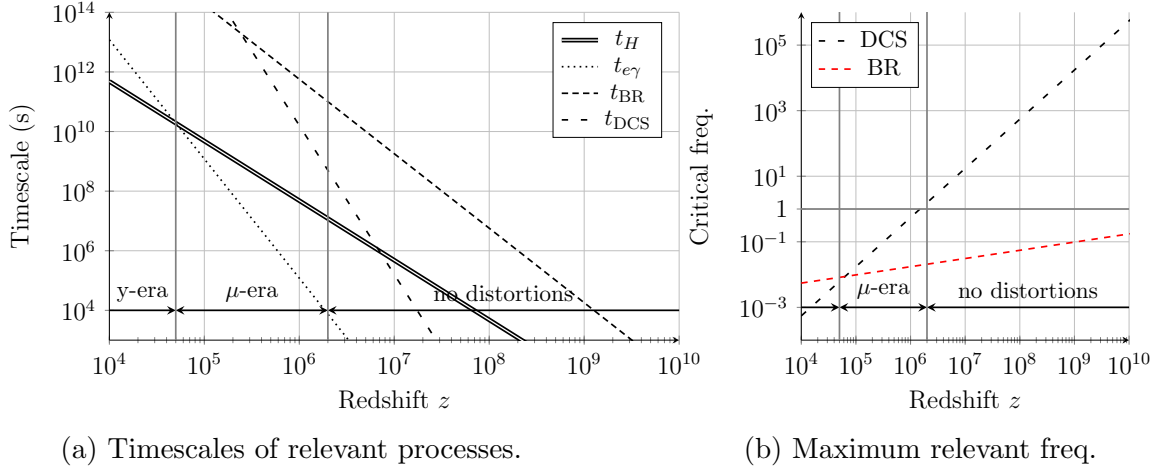 10^14
10^12
10^10
10^8
10^6
10^4
Timescale (s)
t_H
t_{eγ}
t_BR
t_DCS
y-era
μ-era
no distortions
10^4
10^5
10^6
10^7
10^8
10^9
10^10
Redshift z
(a) Timescales of relevant processes.
10^5
10^3
10^1
1
10^−1
10^−3
Critical freq.
DCS
BR
μ-era
no distortions
10^4
10^5
10^6
10^7
10^8
10^9
10^10
Redshift z
(b) Maximum relevant freq.